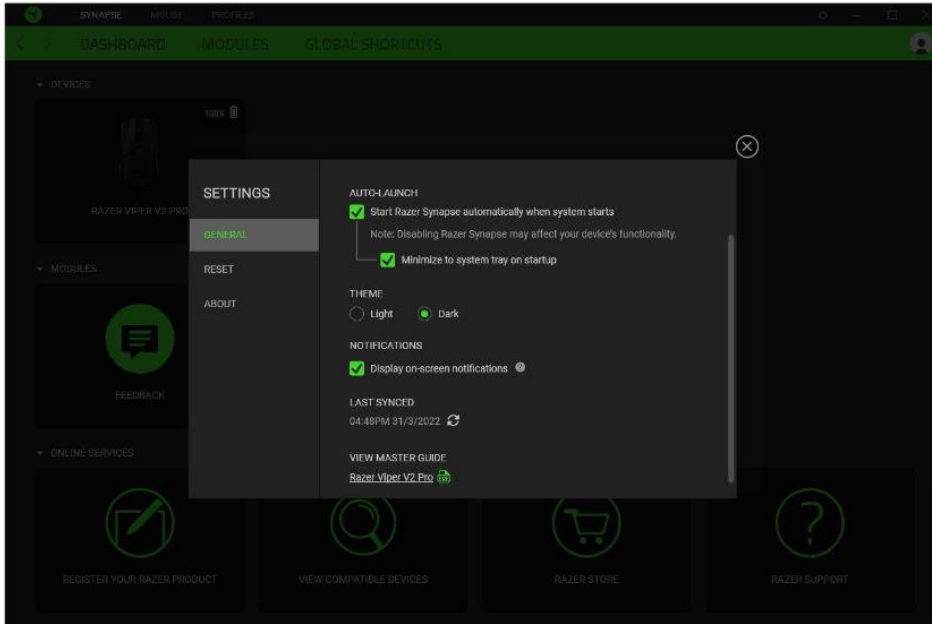 SYNAPSE MOUSE PROFILES
DASHBOARD MODULES GLOBAL SHORTCUTS
DEVICES
100%
RAZER VIPER V2 PRO
MODULES
FEEDBACK
SETTINGS
GENERAL
RESET
ABOUT
AUTO-LAUNCH
Start Razer Synapse automatically when system starts
Note: Disabling Razer Synapse may affect your device's functionality.
Minimize to system tray on startup
THEME
Light Dark
NOTIFICATIONS
Display on-screen notifications
LAST SYNCED
04:48PM 31/3/2022
VIEW MASTER GUIDE
Razer Viper V2 Pro
ONLINE SERVICES
REGISTER YOUR RAZER PRODUCT
VIEW COMPATIBLE DEVICES
RAZER STORE
RAZER SUPPORT